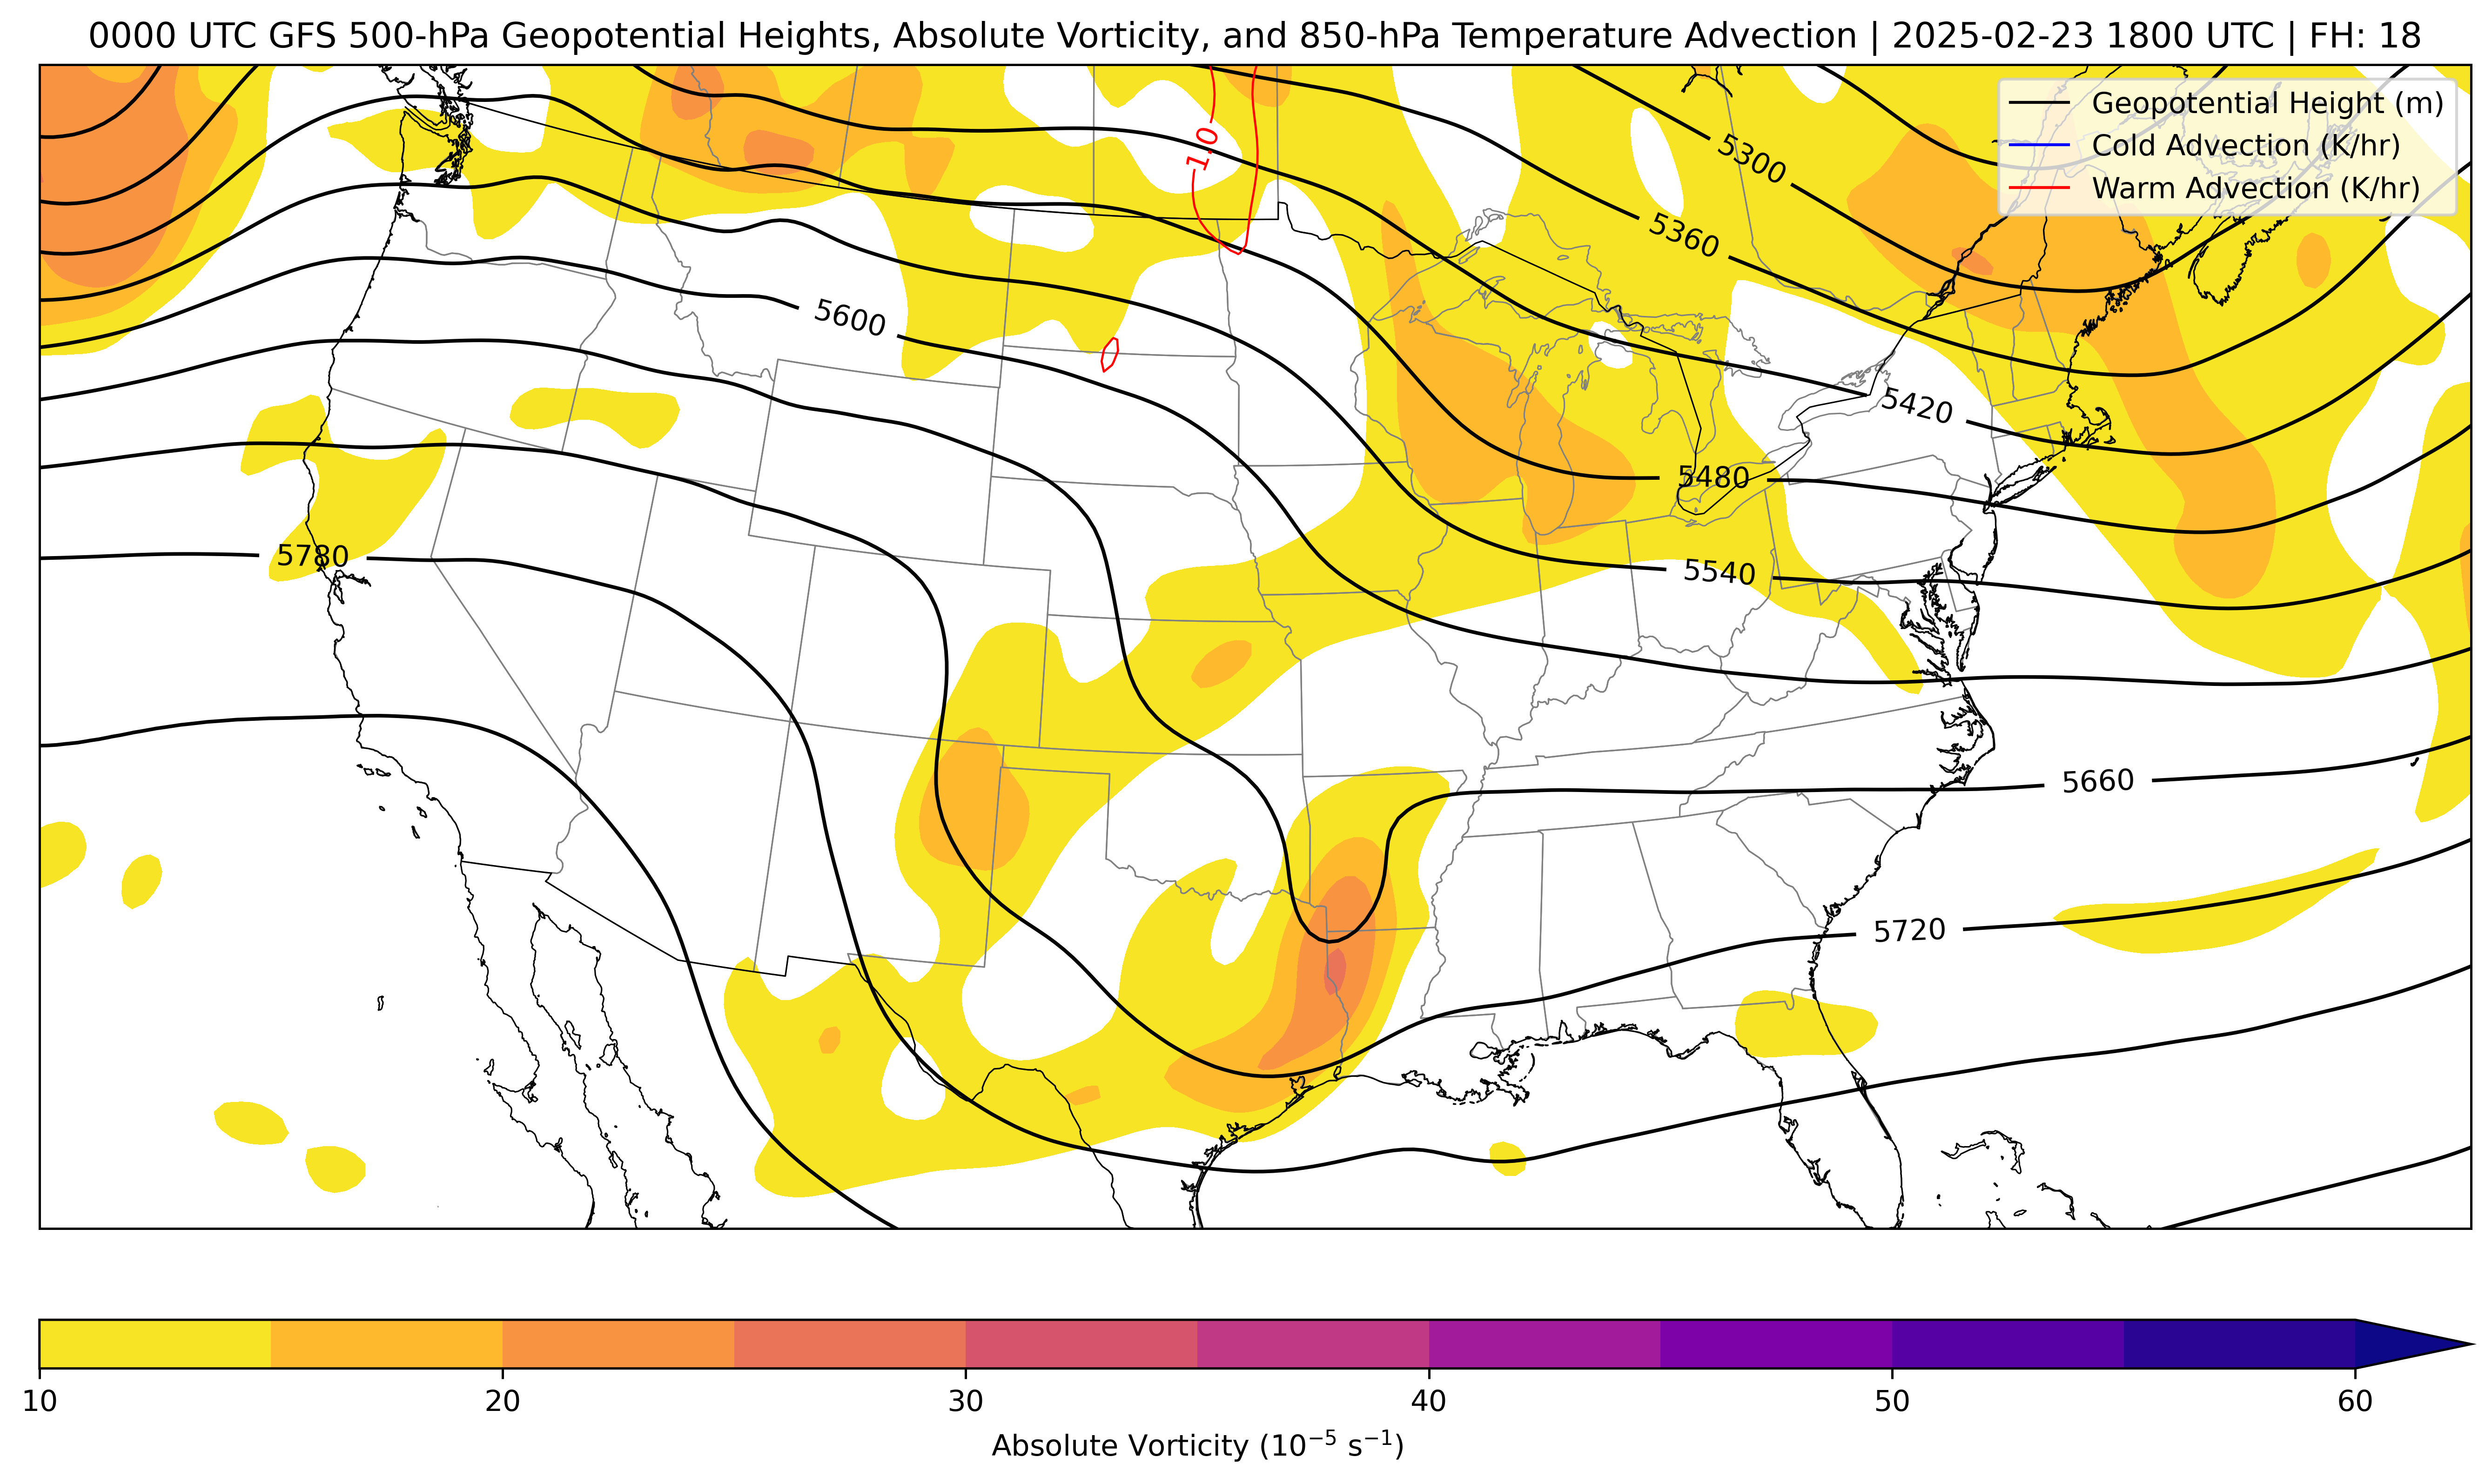 0000 UTC GFS 500-hPa Geopotential Heights, Absolute Vorticity, and 850-hPa Temperature Advection | 2025-02-23 1800 UTC | FH: 18
Geopotential Height (m)
Cold Advection (K/hr)
Warm Advection (K/hr)
1.0
5300
5360
5600
5420
5480
5780
5540
5660
5720
10 20 30 40 50 60
Absolute Vorticity (10⁻⁵ s⁻¹)